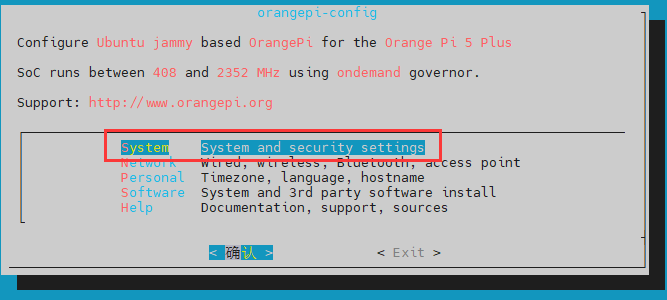 orangepi-config
Configure Ubuntu jammy based OrangePi for the Orange Pi 5 Plus
SoC runs between 408 and 2352 MHz using ondemand governor.
Support: http://www.orangepi.org
System System and security settings
Network Wired, wireless, Bluetooth, access point
Personal Timezone, language, hostname
Software System and 3rd party software install
Help Documentation, support, sources
< 确认 > < Exit >